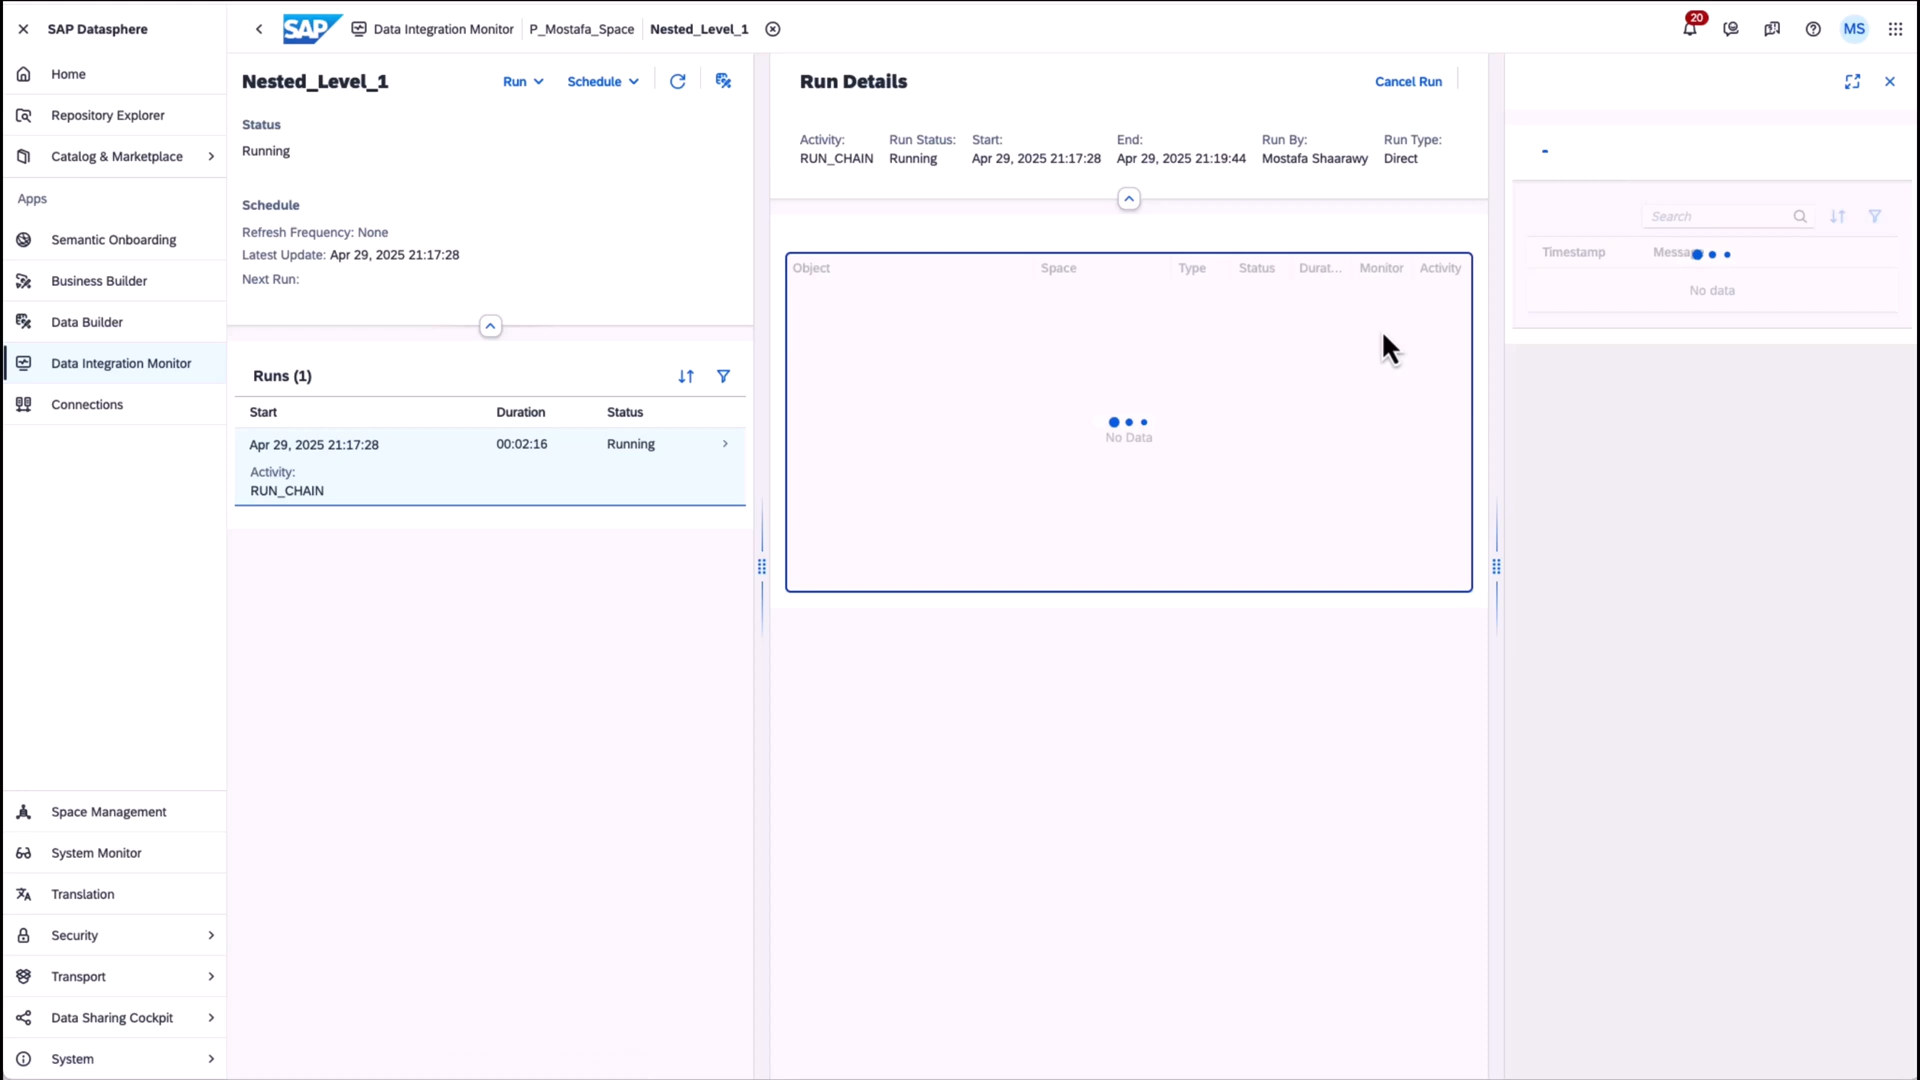 SAP Datasphere
Home
Repository Explorer
Catalog & Marketplace
Apps
Semantic Onboarding
Business Builder
Data Builder
Data Integration Monitor
Connections
Space Management
System Monitor
Translation
Security
Transport
Data Sharing Cockpit
System
SAP Data Integration Monitor P_Mostafa_Space Nested_Level_1
20
MS
Nested_Level_1 Run Schedule
Status
Running
Schedule
Refresh Frequency: None
Latest Update: Apr 29, 2025 21:17:28
Next Run:
Runs (1)
Start Duration Status
Apr 29, 2025 21:17:28 00:02:16 Running
Activity:
RUN_CHAIN
Run Details Cancel Run
Activity: Run Status: Start: End: Run By: Run Type:
RUN_CHAIN Running Apr 29, 2025 21:17:28 Apr 29, 2025 21:19:44 Mostafa Shaarawy Direct
Object Space Type Status Durat... Monitor Activity
No Data
-
Search
Timestamp Messa
No data